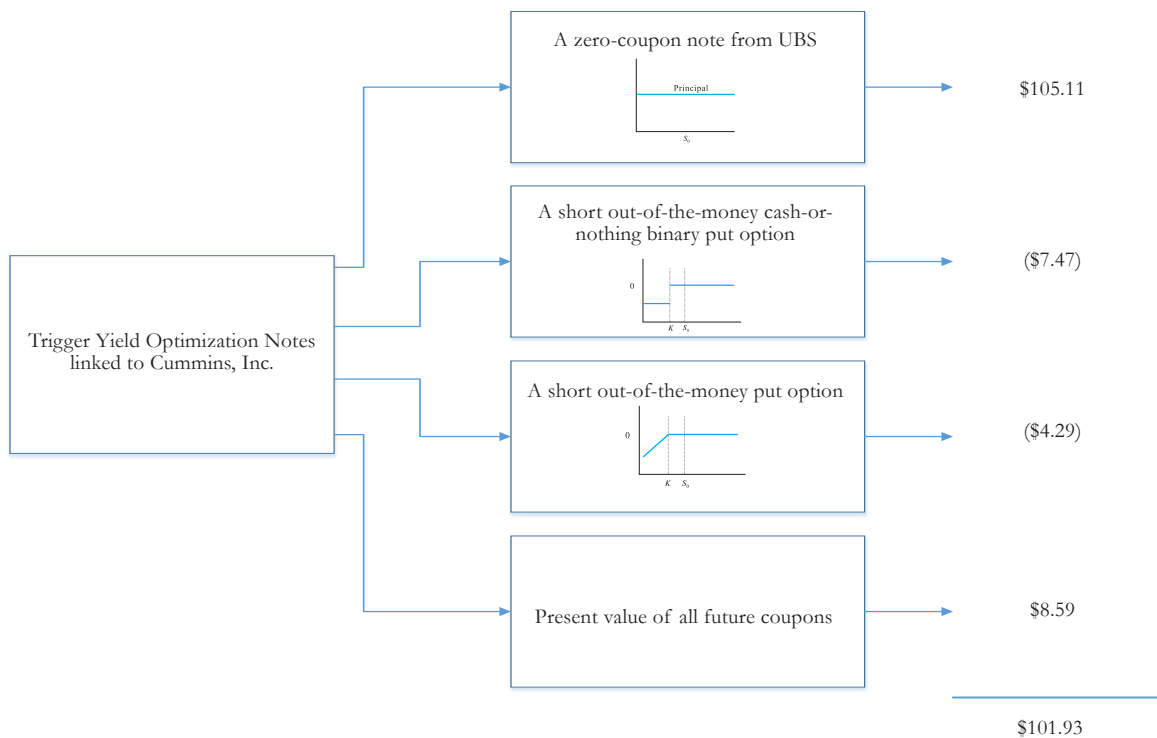 A zero-coupon note from UBS
Principal
S₀
$105.11
A short out-of-the-money cash-or-
nothing binary put option
0
K S₀
($7.47)
Trigger Yield Optimization Notes
linked to Cummins, Inc.
A short out-of-the-money put option
0
K S₀
($4.29)
Present value of all future coupons
$8.59
$101.93